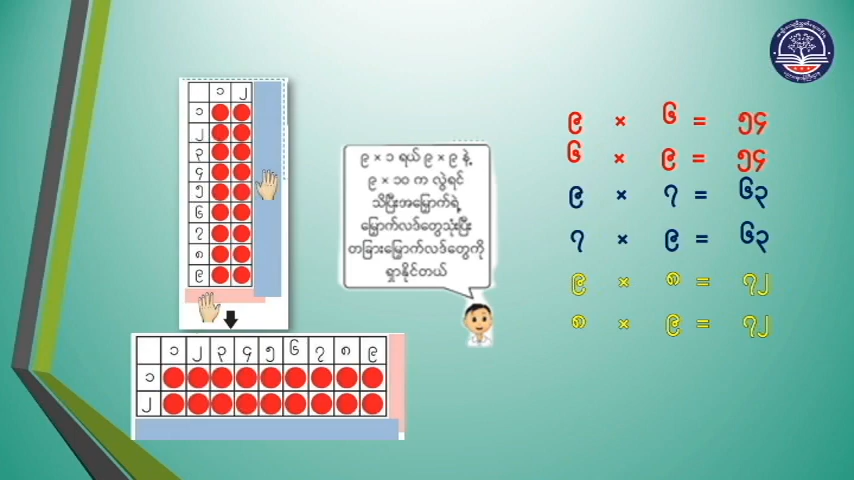 ၁ ၂
၁
၂
၃
၄
၅
၆
၇
၈
၉
၁ ၂ ၃ ၄ ၅ ၆ ၇ ၈ ၉
၁
၂
၉ × ၁ ရယ် ၉ × ၉ နဲ့
၉ × ၁၀ က လွဲရင်
သိပြီးအမြှောက်ရဲ့
မြှောက်လဒ်တွေသုံးပြီး
တခြားမြှောက်လဒ်တွေကို
ရှာနိုင်တယ်
၉ × ၆ = ၅၄
၆ × ၉ = ၅၄
၉ × ၇ = ၆၃
၇ × ၉ = ၆၃
၉ × ၈ = ၇၂
၈ × ၉ = ၇၂